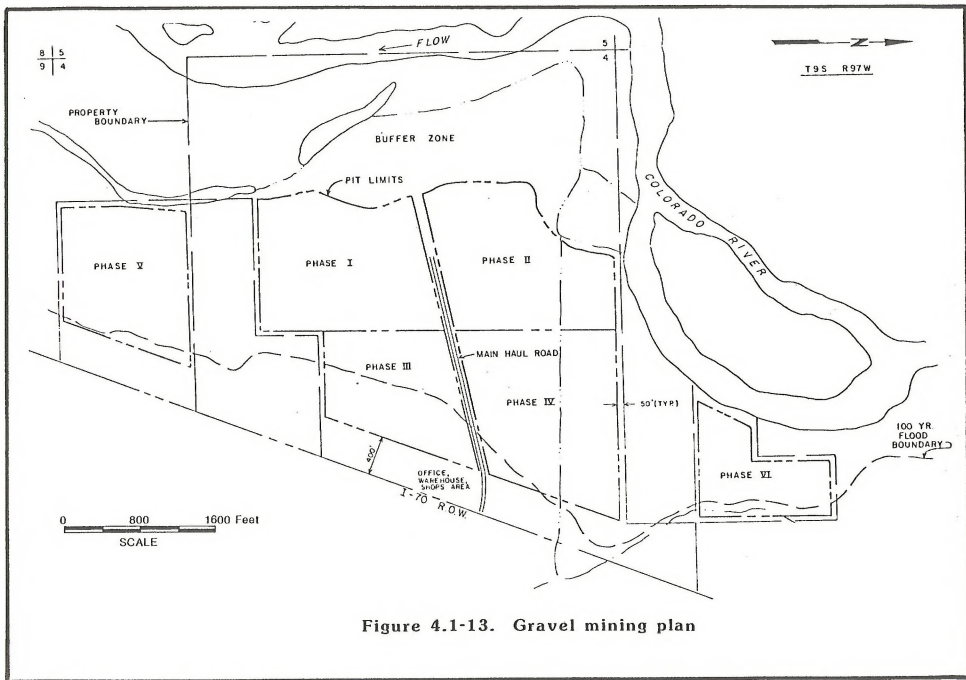 8 5
9 4
FLOW
5
4
N
T9S R97W
PROPERTY
BOUNDARY
BUFFER ZONE
PIT LIMITS
COLORADO RIVER
PHASE V
PHASE I
PHASE II
MAIN HAUL ROAD
PHASE III
PHASE IV
50'(TYP.)
100 YR.
FLOOD
BOUNDARY
400'
OFFICE,
WAREHOUSE,
SHOPS AREA
PHASE VI
I-70 R.O.W.
0 800 1600 Feet
SCALE
Figure 4.1-13. Gravel mining plan